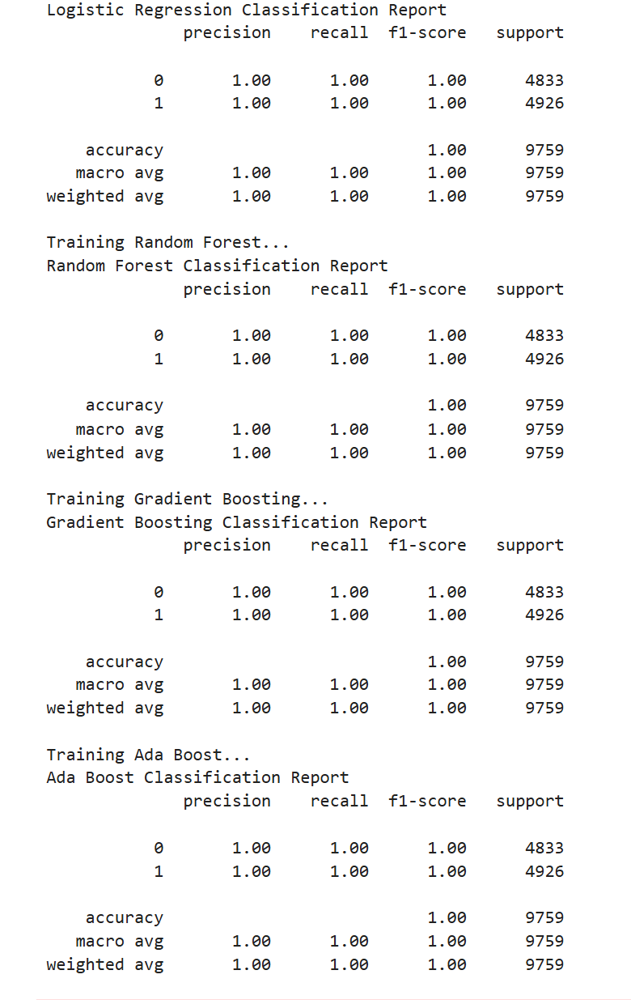 Logistic Regression Classification Report
              precision    recall  f1-score   support

           0       1.00      1.00      1.00      4833
           1       1.00      1.00      1.00      4926

    accuracy                           1.00      9759
   macro avg       1.00      1.00      1.00      9759
weighted avg       1.00      1.00      1.00      9759

Training Random Forest...
Random Forest Classification Report
              precision    recall  f1-score   support

           0       1.00      1.00      1.00      4833
           1       1.00      1.00      1.00      4926

    accuracy                           1.00      9759
   macro avg       1.00      1.00      1.00      9759
weighted avg       1.00      1.00      1.00      9759

Training Gradient Boosting...
Gradient Boosting Classification Report
              precision    recall  f1-score   support

           0       1.00      1.00      1.00      4833
           1       1.00      1.00      1.00      4926

    accuracy                           1.00      9759
   macro avg       1.00      1.00      1.00      9759
weighted avg       1.00      1.00      1.00      9759

Training Ada Boost...
Ada Boost Classification Report
              precision    recall  f1-score   support

           0       1.00      1.00      1.00      4833
           1       1.00      1.00      1.00      4926

    accuracy                           1.00      9759
   macro avg       1.00      1.00      1.00      9759
weighted avg       1.00      1.00      1.00      9759